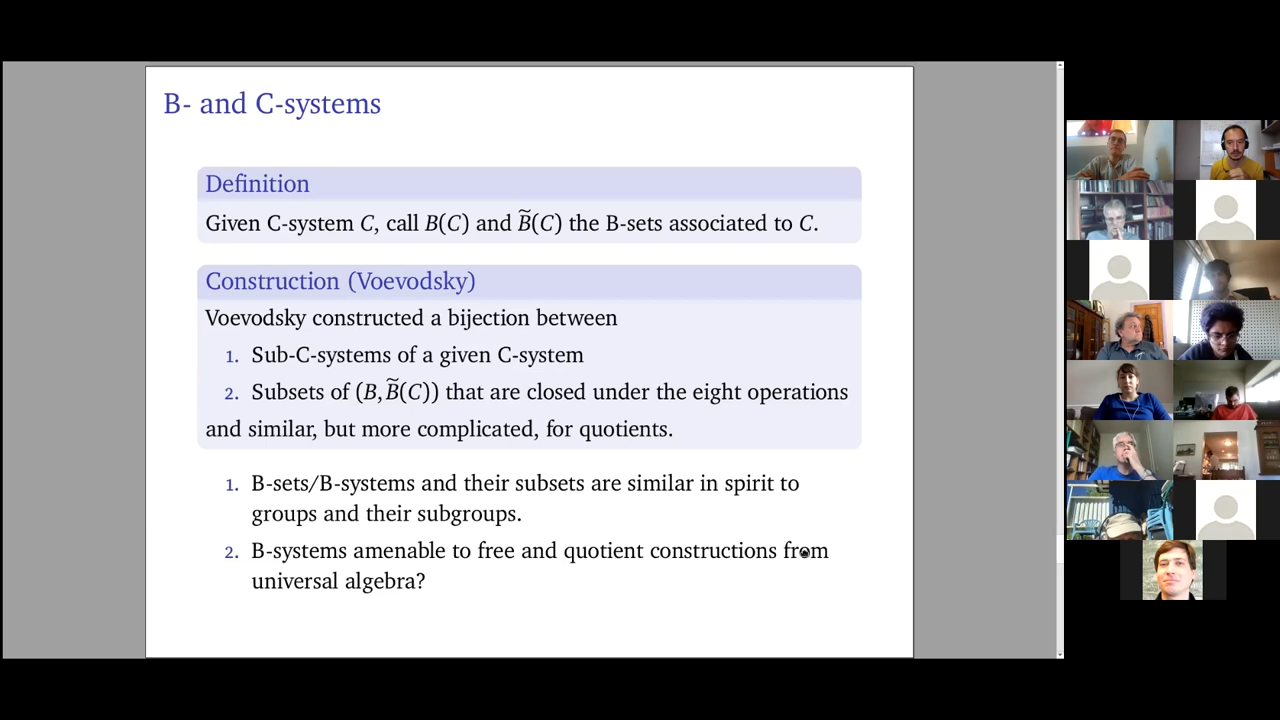 B- and C-systems
Definition
Given C-system C, call B(C) and B̃(C) the B-sets associated to C.
Construction (Voevodsky)
Voevodsky constructed a bijection between
1. Sub-C-systems of a given C-system
2. Subsets of (B, B̃(C)) that are closed under the eight operations
and similar, but more complicated, for quotients.
1. B-sets/B-systems and their subsets are similar in spirit to
groups and their subgroups.
2. B-systems amenable to free and quotient constructions from
universal algebra?